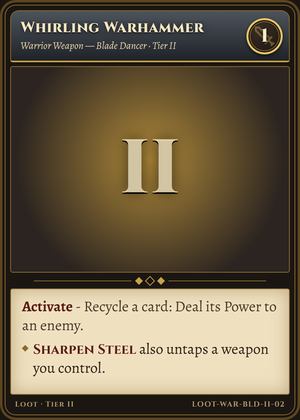 Whirling Warhammer
Warrior Weapon — Blade Dancer · Tier II
1
II
Activate - Recycle a card: Deal its Power to
an enemy.
Sharpen Steel also untaps a weapon
you control.
Loot · Tier II
LOOT-WAR-BLD-II-02